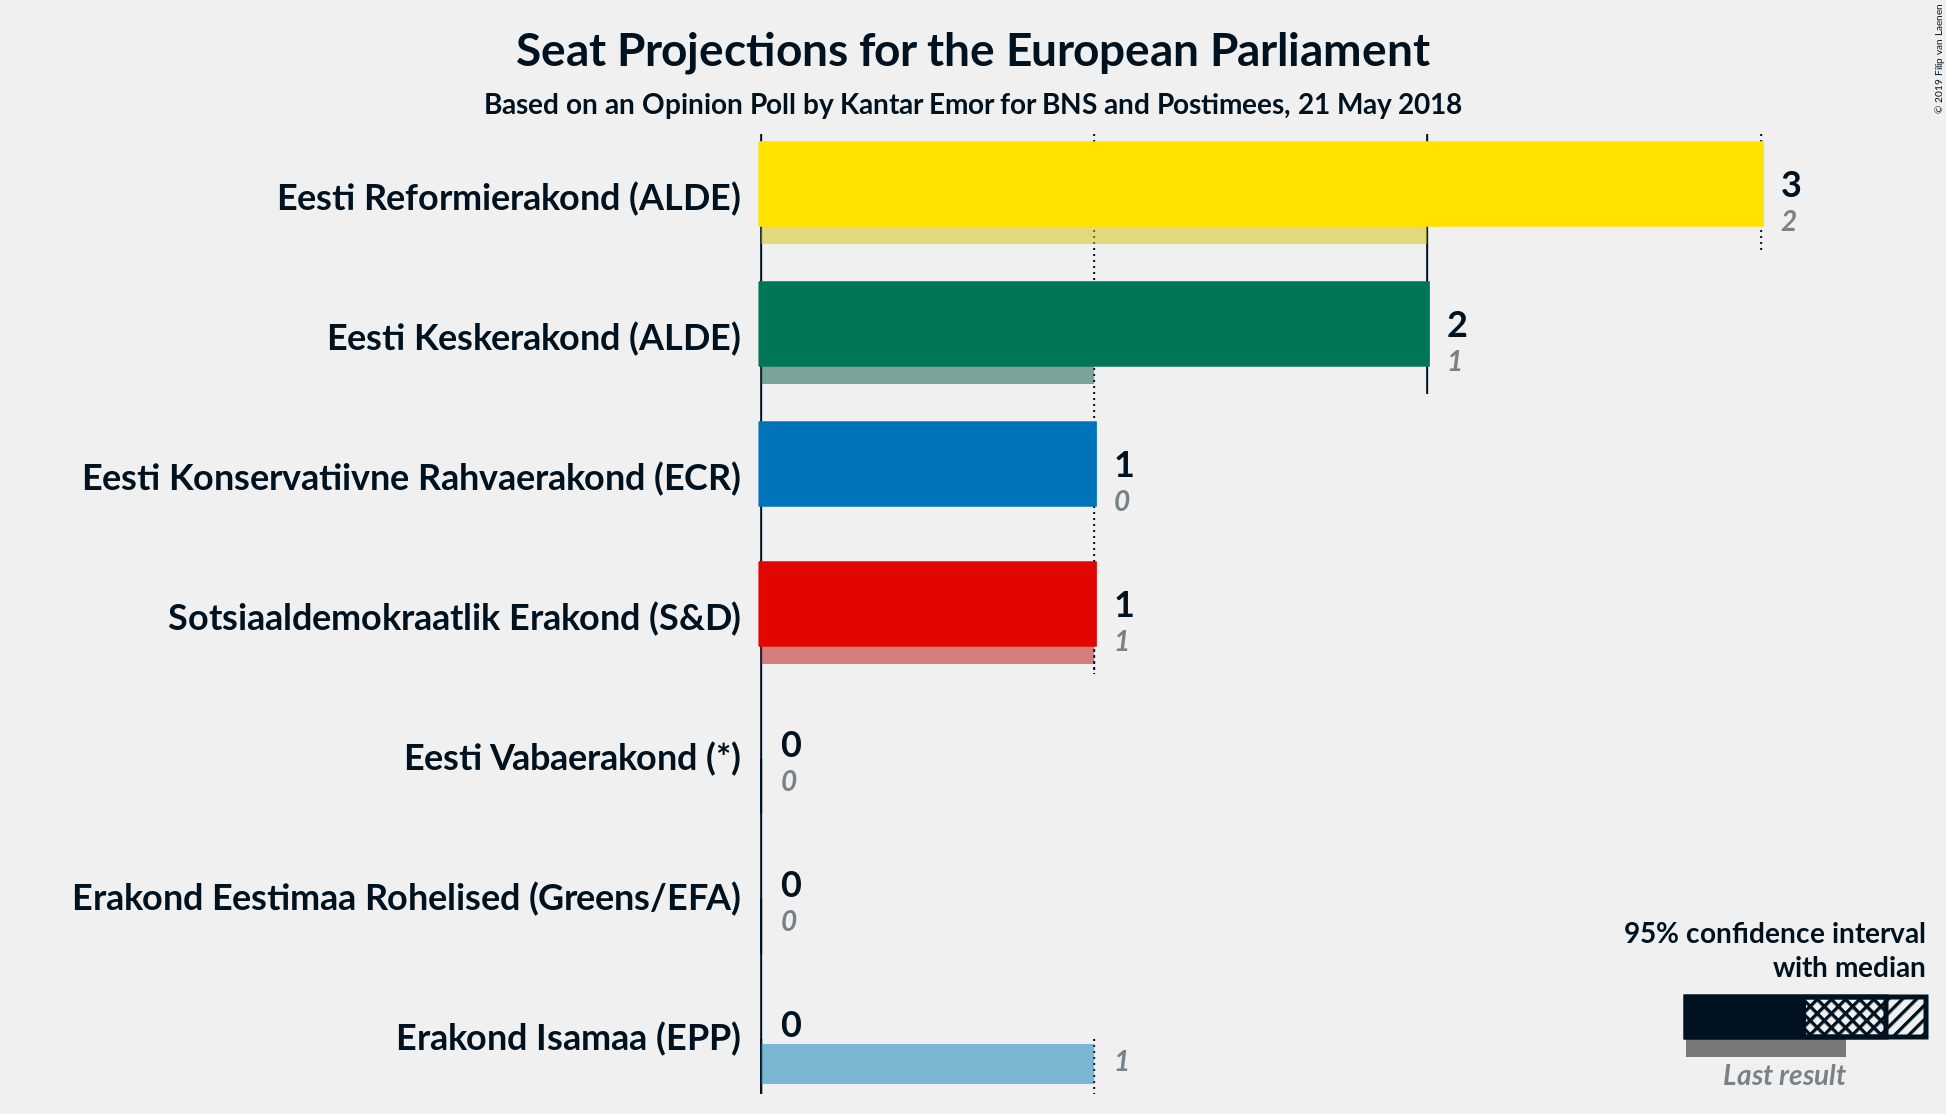 Seat Projections for the European Parliament
Based on an Opinion Poll by Kantar Emor for BNS and Postimees, 21 May 2018
© 2019 Filip van Laenen
Eesti Reformierakond (ALDE)
3
2
Eesti Keskerakond (ALDE)
2
1
Eesti Konservatiivne Rahvaerakond (ECR)
1
0
Sotsiaaldemokraatlik Erakond (S&D)
1
1
Eesti Vabaerakond (*)
0
0
Erakond Eestimaa Rohelised (Greens/EFA)
0
0
Erakond Isamaa (EPP)
0
1
95% confidence interval
with median
Last result